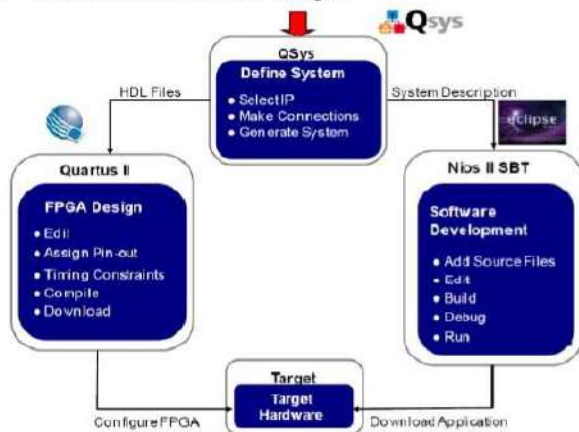 Qsys
QSys
Define System
• Select IP
• Make Connections
• Generate System
HDL Files
System Description
eclipse
Quartus II
FPGA Design
• Edit
• Assign Pin-out
• Timing Constraints
• Compile
• Download
Nios II SBT
Software
Development
• Add Source Files
• Edit
• Build
• Debug
• Run
Target
Target
Hardware
Configure FPGA
Download Application